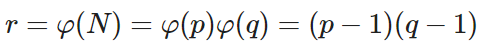 r = φ(N) = φ(p)φ(q) = (p − 1)(q − 1)